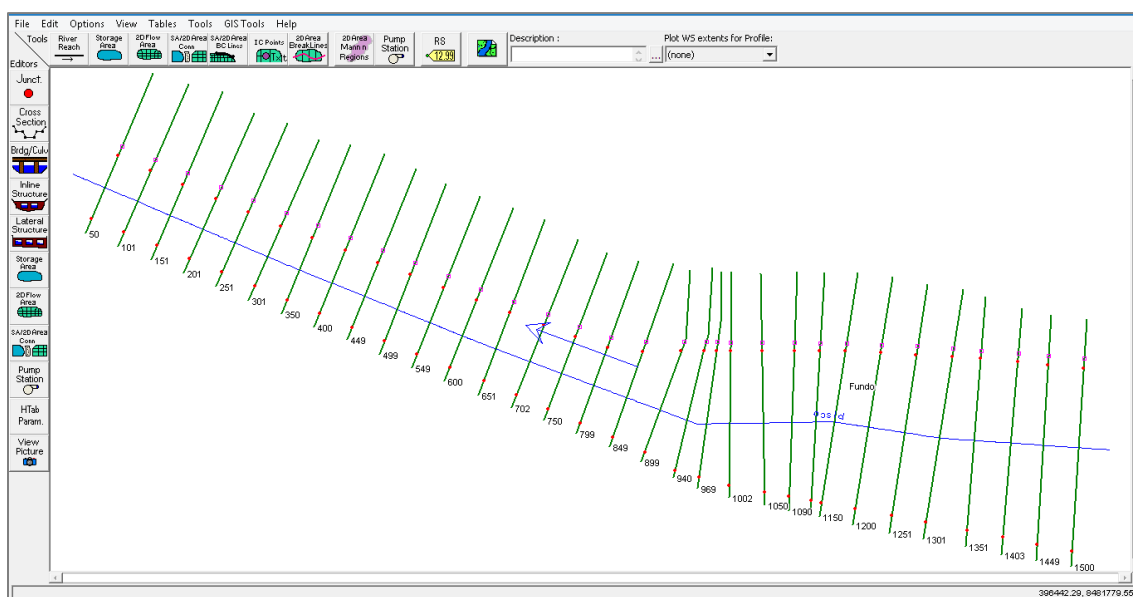 File Edit Options View Tables Tools GIS Tools Help
Tools
Editors
River Reach
Storage Area
2D Flow Area
SA/2D Area Conn
SA/2D Area BC Lines
IC Points
2D Area BreakLines
2D Area Mann n Regions
Pump Station
RS
12.99
Description :
...
Plot WS extents for Profile:
(none)
Junct.
Cross Section
Brdg/Culv
Inline Structure
Lateral Structure
Storage Area
2D Flow Area
SA/2D Area Conn
Pump Station
HTab Param.
View Picture
50
101
151
201
251
301
350
400
449
499
549
600
651
702
750
799
849
899
940
969
1002
1050
1090
1150
1200
1251
1301
1351
1403
1449
1500
Fundo
Pisco
396442.29, 8481779.55